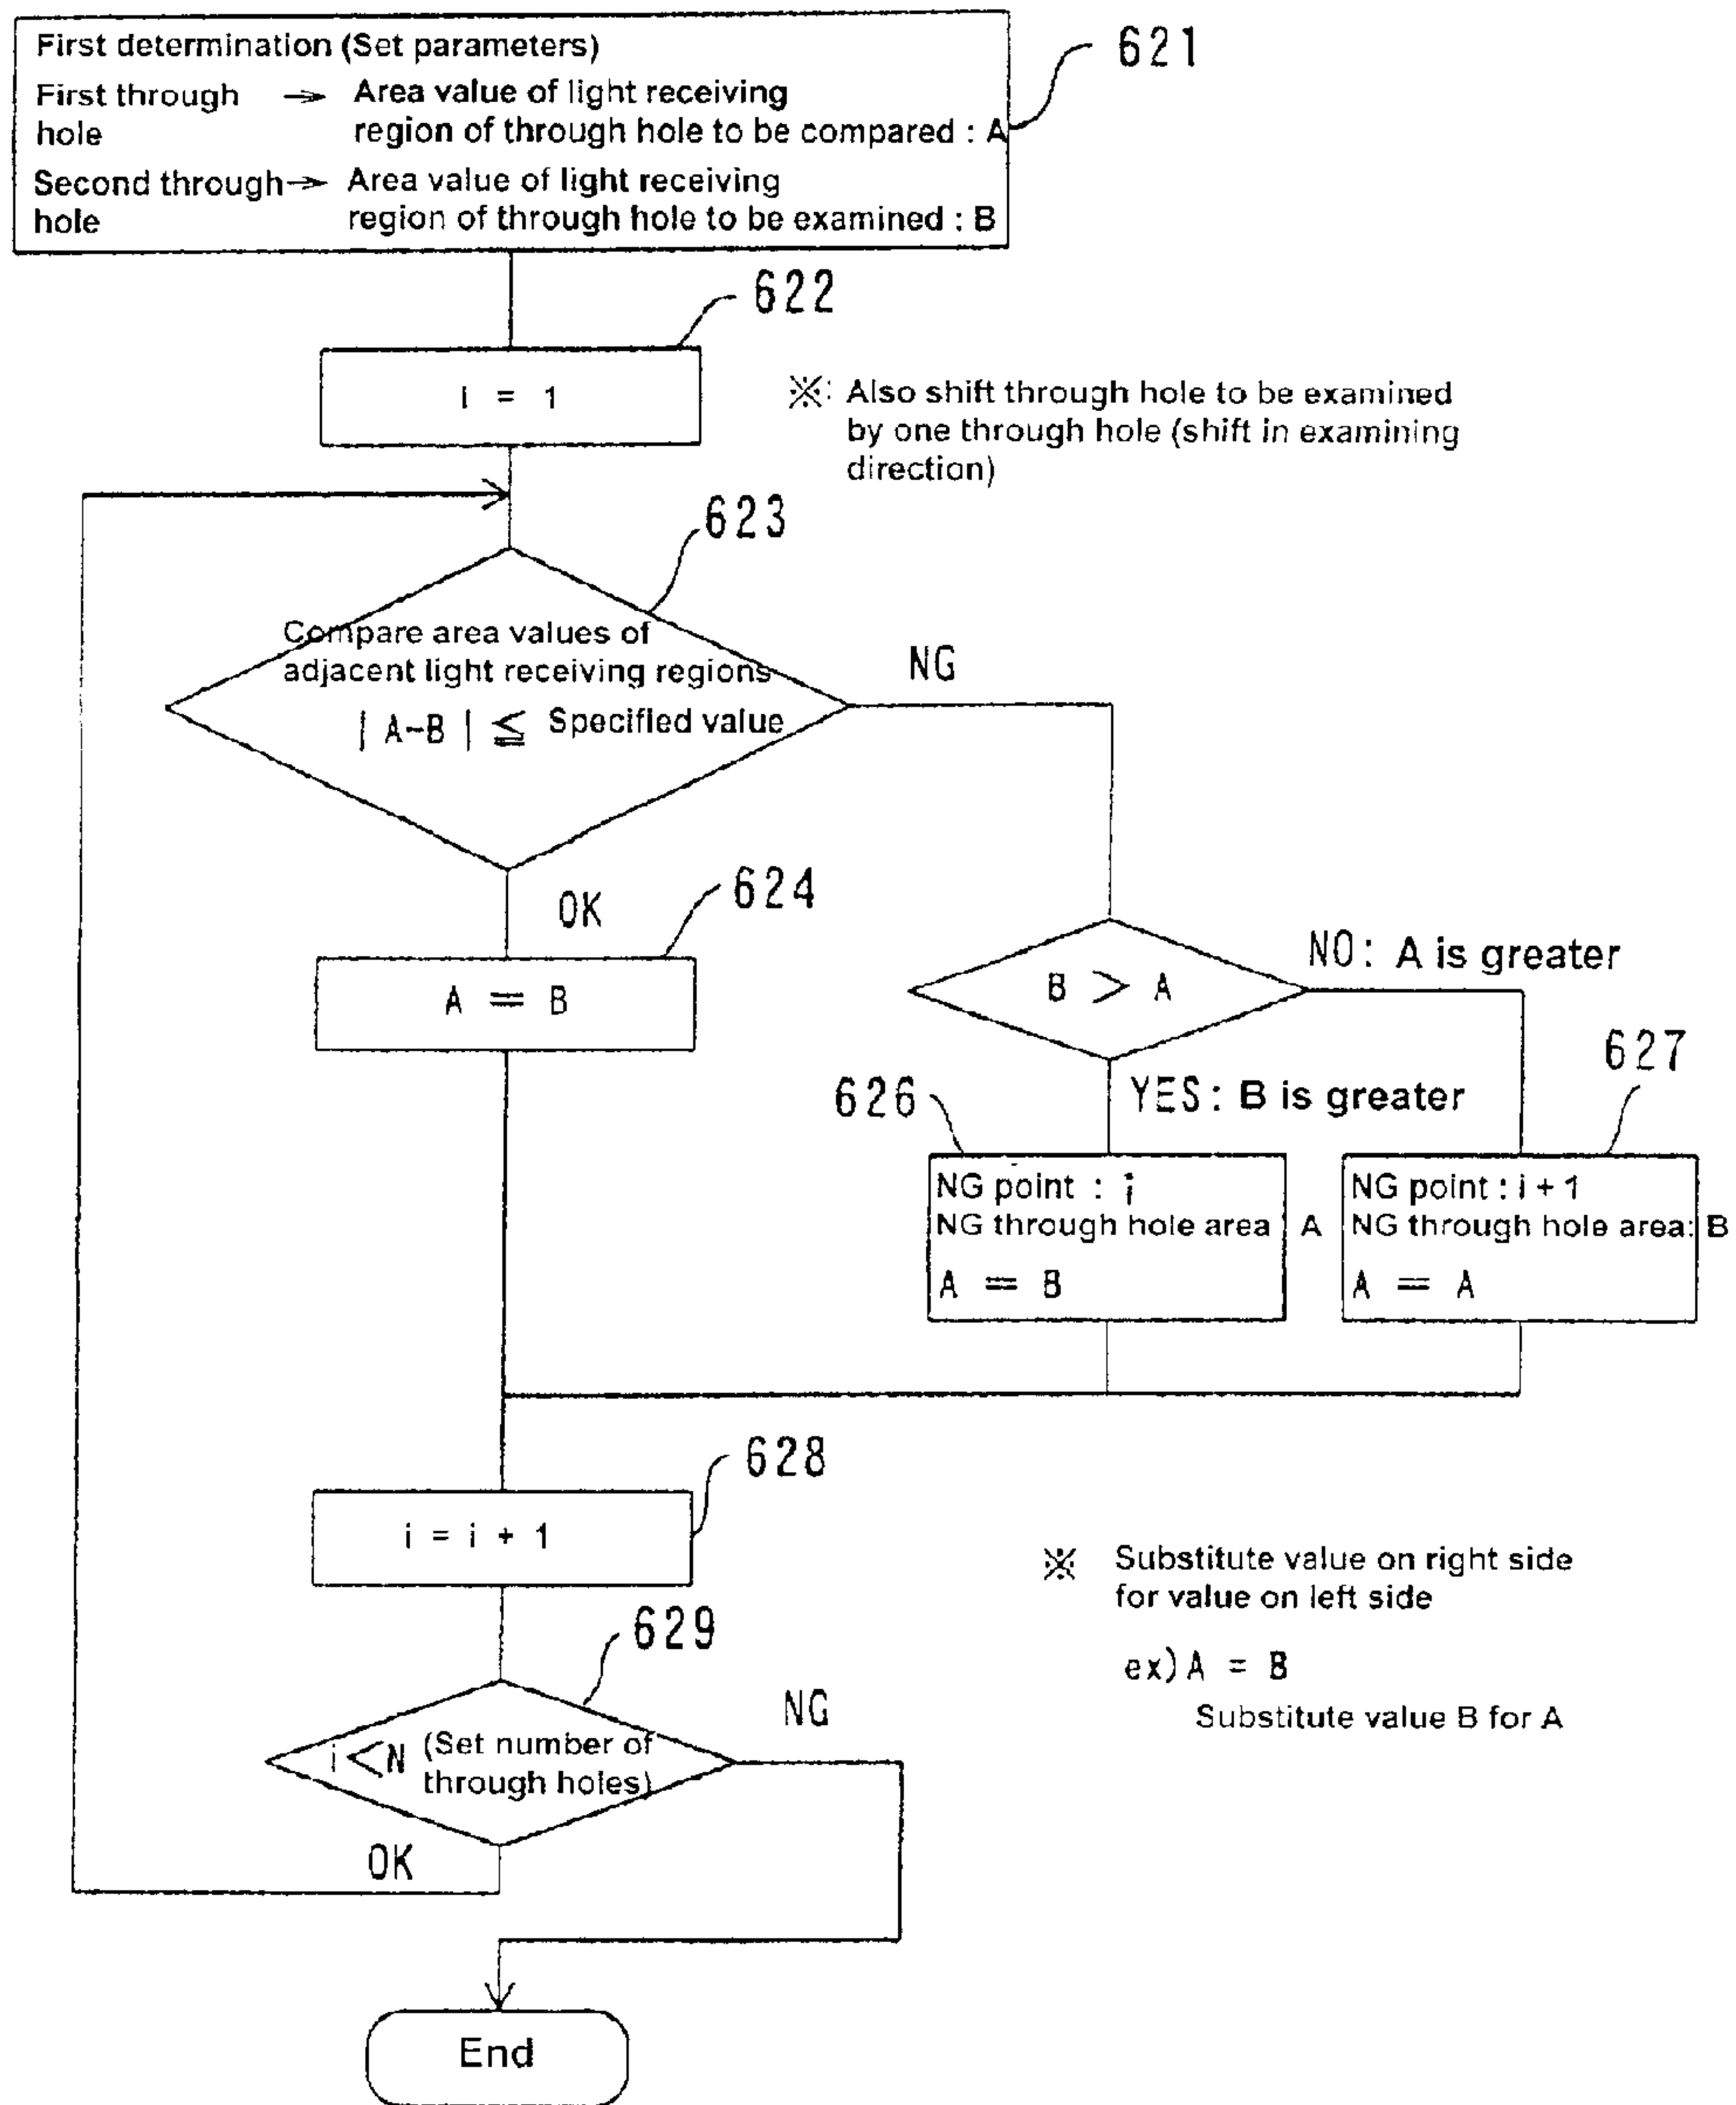 First determination (Set parameters)
First through → Area value of light receiving
hole region of through hole to be compared : A
Second through → Area value of light receiving
hole region of through hole to be examined : B
621
622
I = 1
※: Also shift through hole to be examined
by one through hole (shift in examining
direction)
623
Compare area values of
adjacent light receiving regions
| A-B | ≦ Specified value
NG
OK
624
A = B
B > A
NO: A is greater
YES: B is greater
626
627
NG point : i
NG through hole area A
A = B
NG point : i + 1
NG through hole area: B
A = A
628
i = i + 1
※ Substitute value on right side
for value on left side
ex) A = B
Substitute value B for A
629
i < N (Set number of
through holes)
NG
OK
End